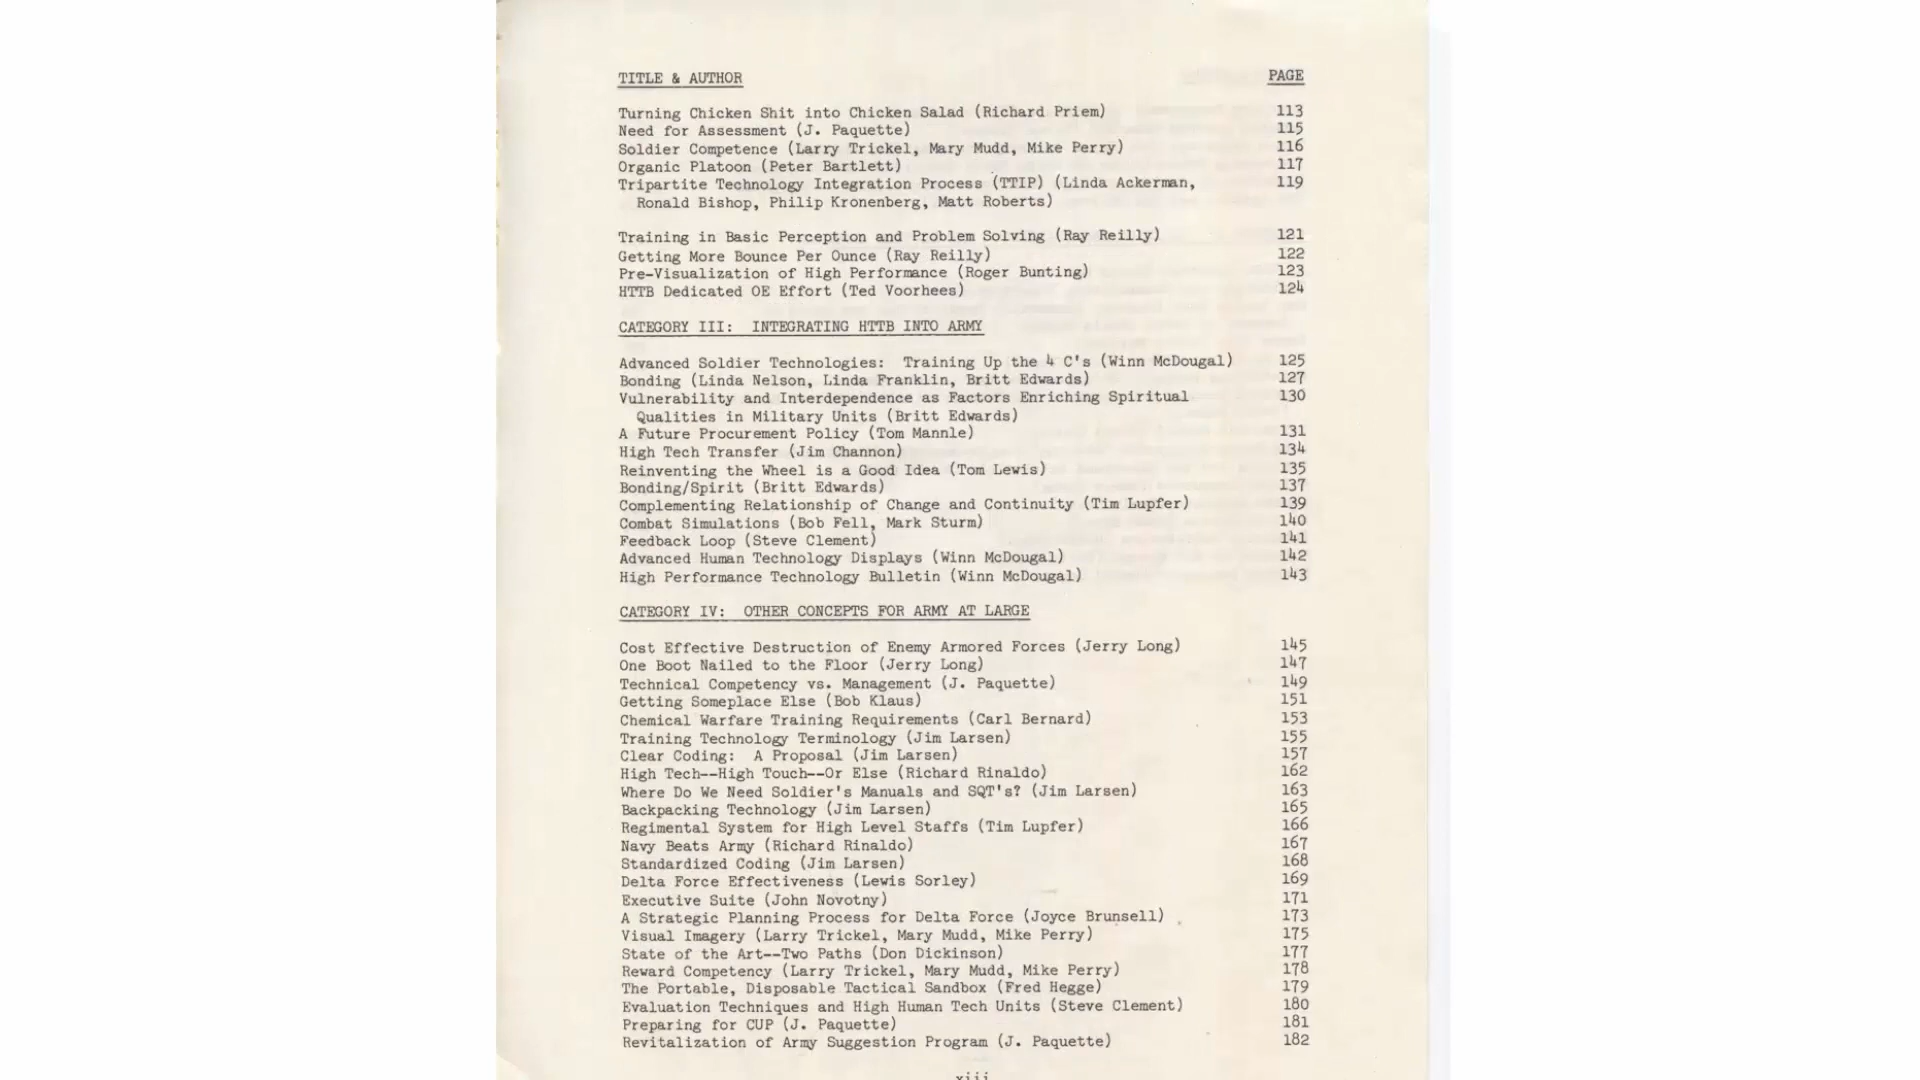 TITLE & AUTHOR PAGE
Turning Chicken Shit into Chicken Salad (Richard Priem) 113
Need for Assessment (J. Paquette) 115
Soldier Competence (Larry Trickel, Mary Mudd, Mike Perry) 116
Organic Platoon (Peter Bartlett) 117
Tripartite Technology Integration Process (TTIP) (Linda Ackerman, 119
Ronald Bishop, Philip Kronenberg, Matt Roberts)
Training in Basic Perception and Problem Solving (Ray Reilly) 121
Getting More Bounce Per Ounce (Ray Reilly) 122
Pre-Visualization of High Performance (Roger Bunting) 123
HTTB Dedicated OE Effort (Ted Voorhees) 124
CATEGORY III: INTEGRATING HTTB INTO ARMY
Advanced Soldier Technologies: Training Up the 4 C's (Winn McDougal) 125
Bonding (Linda Nelson, Linda Franklin, Britt Edwards) 127
Vulnerability and Interdependence as Factors Enriching Spiritual 130
Qualities in Military Units (Britt Edwards)
A Future Procurement Policy (Tom Mannle) 131
High Tech Transfer (Jim Channon) 134
Reinventing the Wheel is a Good Idea (Tom Lewis) 135
Bonding/Spirit (Britt Edwards) 137
Complementing Relationship of Change and Continuity (Tim Lupfer) 139
Combat Simulations (Bob Fell, Mark Sturm) 140
Feedback Loop (Steve Clement) 141
Advanced Human Technology Displays (Winn McDougal) 142
High Performance Technology Bulletin (Winn McDougal) 143
CATEGORY IV: OTHER CONCEPTS FOR ARMY AT LARGE
Cost Effective Destruction of Enemy Armored Forces (Jerry Long) 145
One Boot Nailed to the Floor (Jerry Long) 147
Technical Competency vs. Management (J. Paquette) 149
Getting Someplace Else (Bob Klaus) 151
Chemical Warfare Training Requirements (Carl Bernard) 153
Training Technology Terminology (Jim Larsen) 155
Clear Coding: A Proposal (Jim Larsen) 157
High Tech--High Touch--Or Else (Richard Rinaldo) 162
Where Do We Need Soldier's Manuals and SQT's? (Jim Larsen) 163
Backpacking Technology (Jim Larsen) 165
Regimental System for High Level Staffs (Tim Lupfer) 166
Navy Beats Army (Richard Rinaldo) 167
Standardized Coding (Jim Larsen) 168
Delta Force Effectiveness (Lewis Sorley) 169
Executive Suite (John Novotny) 171
A Strategic Planning Process for Delta Force (Joyce Brunsell) 173
Visual Imagery (Larry Trickel, Mary Mudd, Mike Perry) 175
State of the Art--Two Paths (Don Dickinson) 177
Reward Competency (Larry Trickel, Mary Mudd, Mike Perry) 178
The Portable, Disposable Tactical Sandbox (Fred Hegge) 179
Evaluation Techniques and High Human Tech Units (Steve Clement) 180
Preparing for CUP (J. Paquette) 181
Revitalization of Army Suggestion Program (J. Paquette) 182
xiii